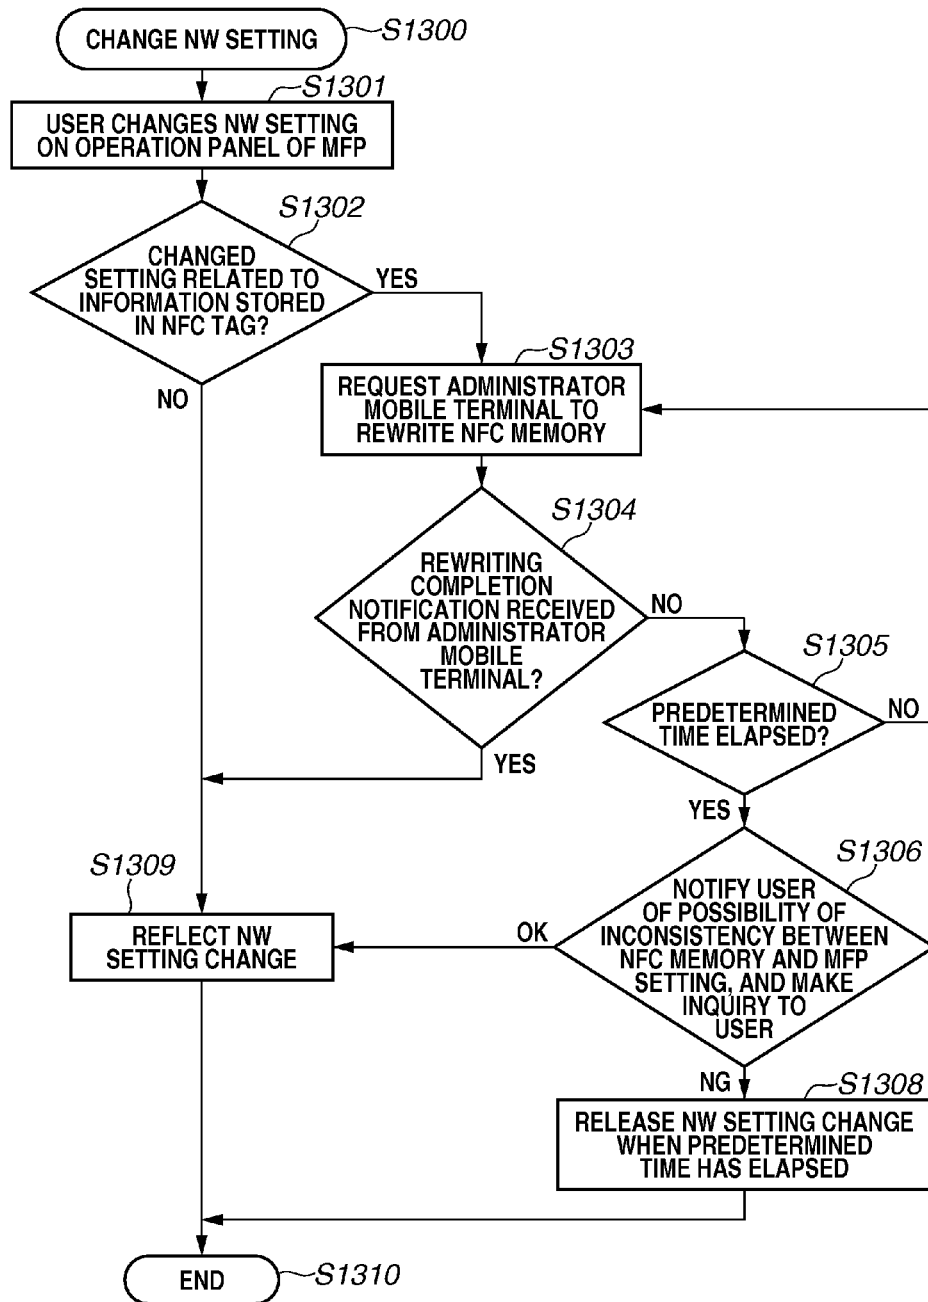 CHANGE NW SETTING
S1300
S1301
USER CHANGES NW SETTING
ON OPERATION PANEL OF MFP
S1302
CHANGED
SETTING RELATED TO
INFORMATION STORED
IN NFC TAG?
YES
NO
S1303
REQUEST ADMINISTRATOR
MOBILE TERMINAL TO
REWRITE NFC MEMORY
S1304
REWRITING
COMPLETION
NOTIFICATION RECEIVED
FROM ADMINISTRATOR
MOBILE
TERMINAL?
NO
YES
S1305
PREDETERMINED
TIME ELAPSED?
NO
YES
S1306
NOTIFY USER
OF POSSIBILITY OF
INCONSISTENCY BETWEEN
NFC MEMORY AND MFP
SETTING, AND MAKE
INQUIRY TO
USER
OK
NG
S1309
REFLECT NW
SETTING CHANGE
S1308
RELEASE NW SETTING CHANGE
WHEN PREDETERMINED
TIME HAS ELAPSED
END
S1310